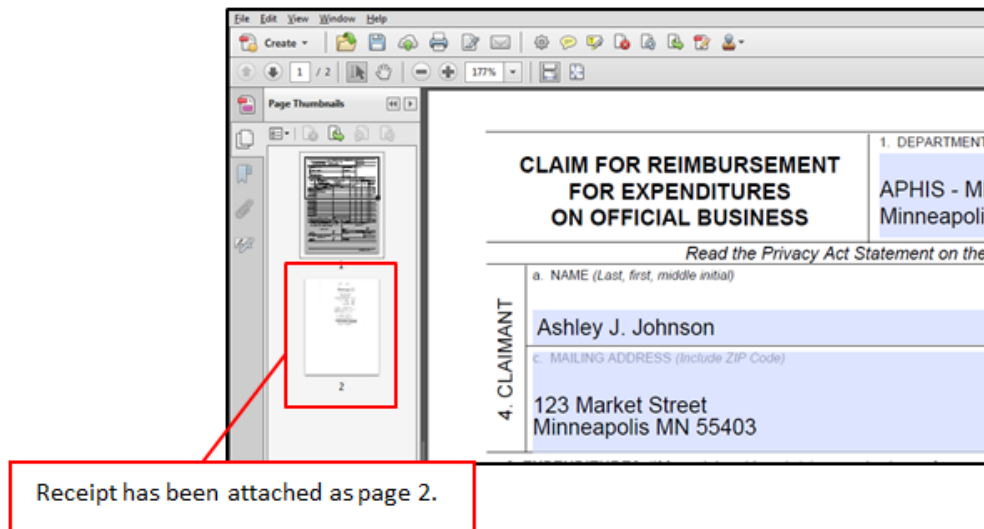 File Edit View Window Help
Create
1 / 2
177%
Page Thumbnails
1
2
CLAIM FOR REIMBURSEMENT
FOR EXPENDITURES
ON OFFICIAL BUSINESS
1. DEPARTMENT
APHIS - M
Minneapoli
Read the Privacy Act Statement on the
4. CLAIMANT
a. NAME (Last, first, middle initial)
Ashley J. Johnson
c. MAILING ADDRESS (Include ZIP Code)
123 Market Street
Minneapolis MN 55403
Receipt has been attached as page 2.